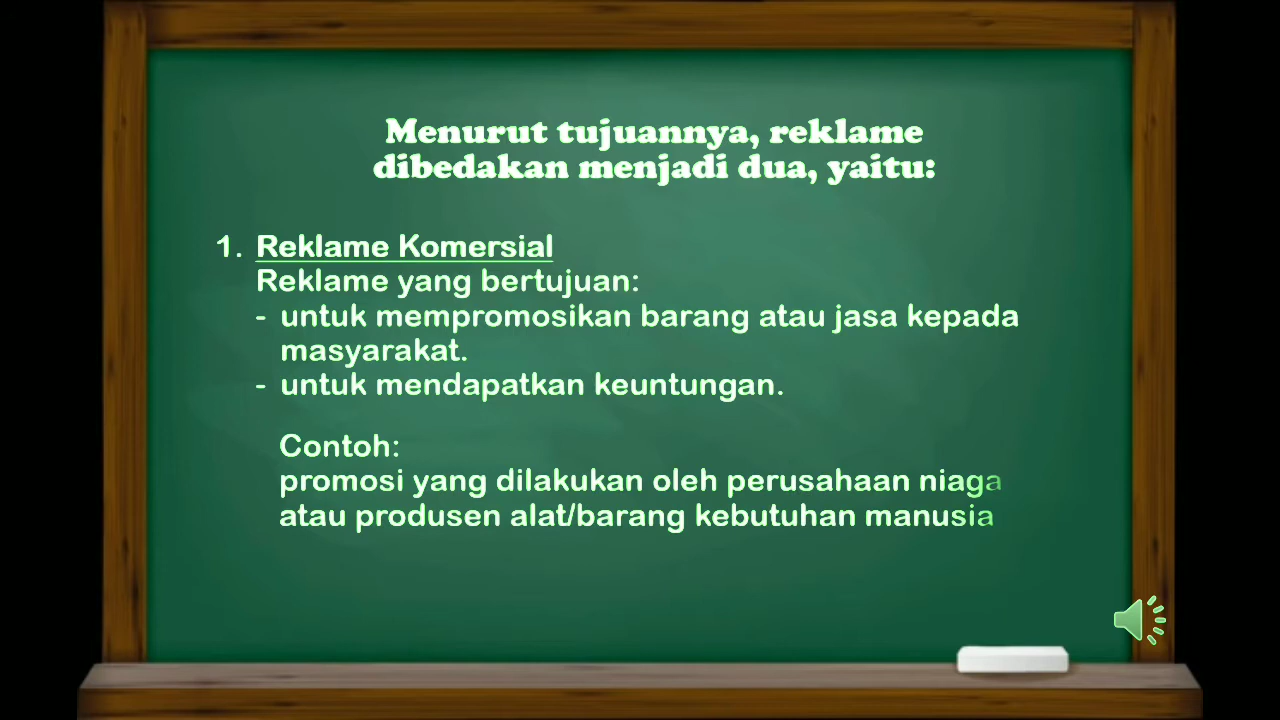 Menurut tujuannya, reklame
dibedakan menjadi dua, yaitu:
1. Reklame Komersial
Reklame yang bertujuan:
- untuk mempromosikan barang atau jasa kepada
masyarakat.
- untuk mendapatkan keuntungan.
Contoh:
promosi yang dilakukan oleh perusahaan niaga
atau produsen alat/barang kebutuhan manusia